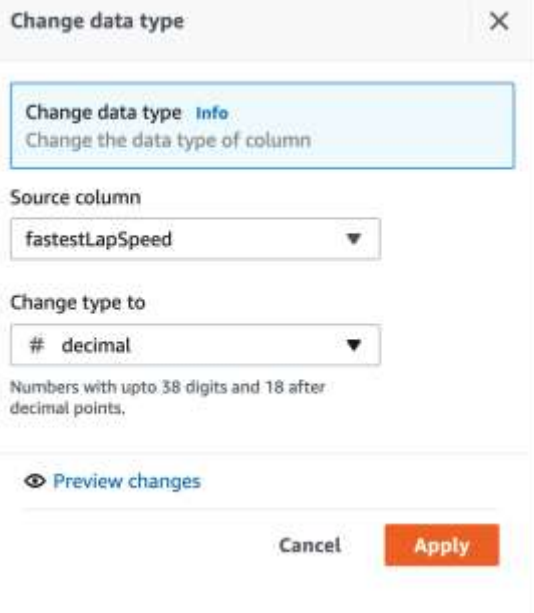 Change data type
Change data type Info
Change the data type of column
Source column
fastestLapSpeed
Change type to
# decimal
Numbers with upto 38 digits and 18 after
decimal points.
Preview changes
Cancel Apply